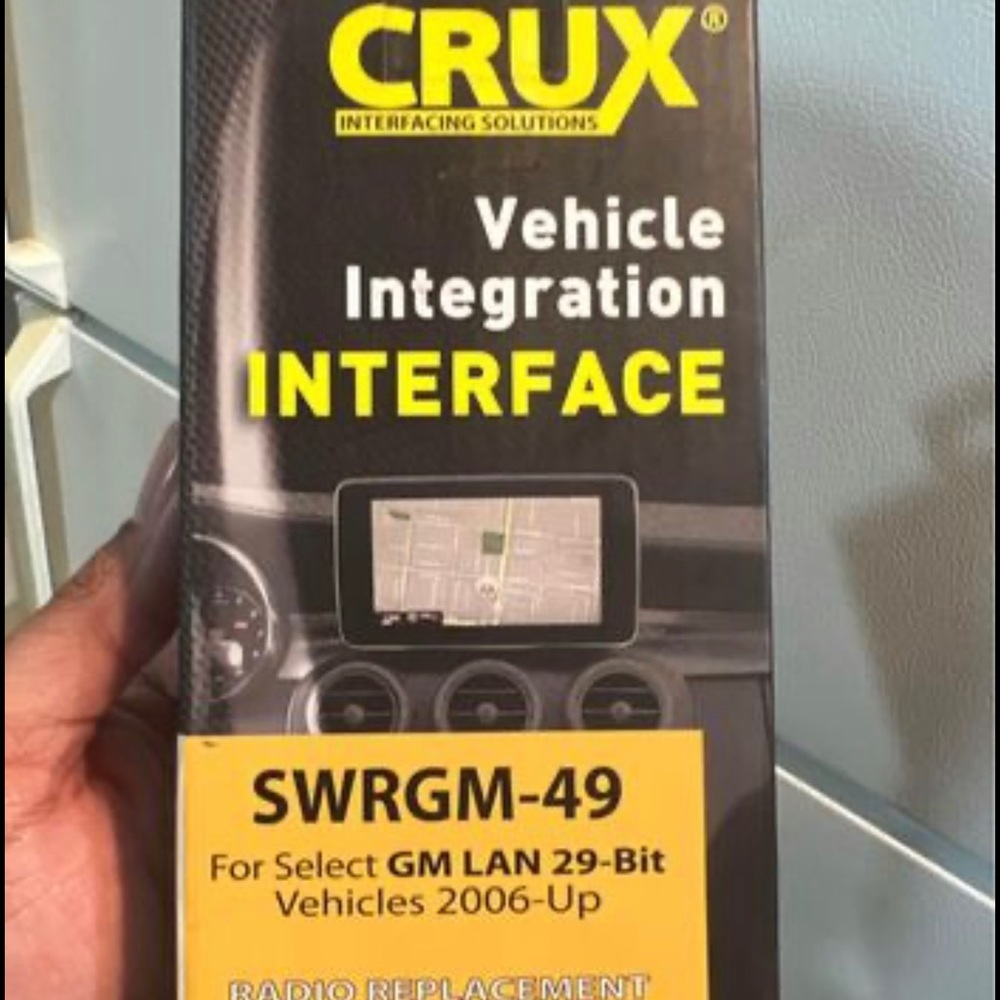 CRUX®
INTERFACING SOLUTIONS
Vehicle
Integration
INTERFACE
SWRGM-49
For Select GM LAN 29-Bit
Vehicles 2006-Up
RADIO REPLACEMENT